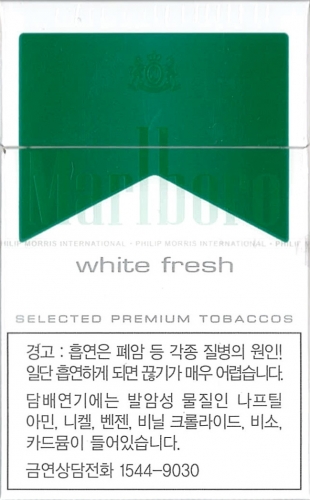 Marlboro
PHILIP MORRIS INTERNATIONAL - PHILIP MORRIS INTERNATIONAL - PHILIP MORRIS
white fresh
SELECTED PREMIUM TOBACCOS
경고 : 흡연은 폐암 등 각종 질병의 원인!
일단 흡연하게 되면 끊기가 매우 어렵습니다.
담배연기에는 발암성 물질인 나프틸
아민, 니켈, 벤젠, 비닐 크롤라이드, 비소,
카드뮴이 들어있습니다.
금연상담전화 1544-9030